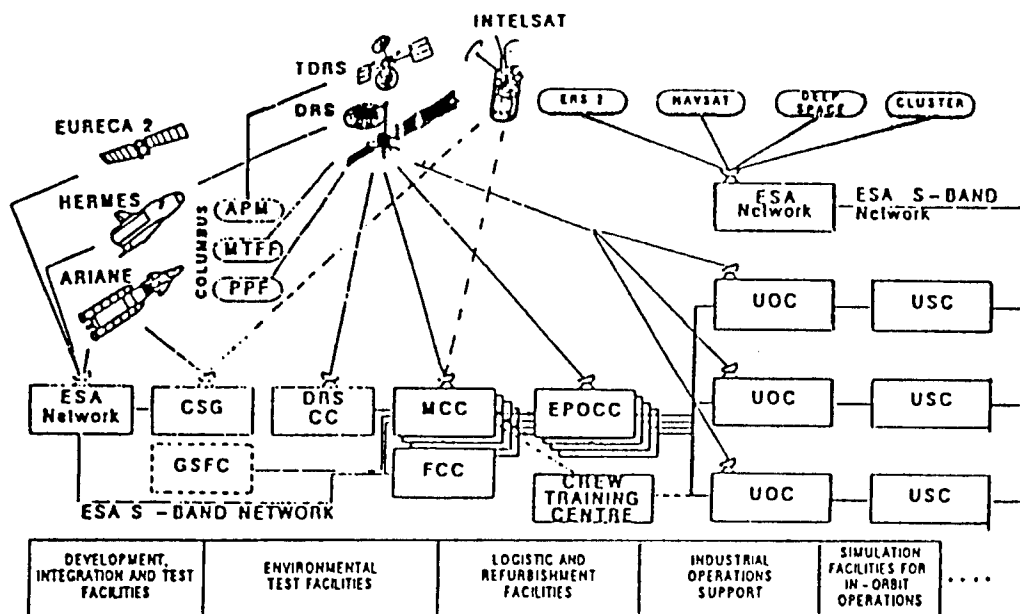 INTELSAT
TDRS
DRS
EURECA 2
HERMES
ARIANE
COLUMBUS
APM
MTFF
PPF
ERS 2
NAVSAT
DEEP
SPACE
CLUSTER
ESA
Network
ESA S-BAND
Network
UOC
USC
UOC
USC
UOC
USC
ESA
Network
CSG
DRS
CC
MCC
EPOCC
GSFC
FCC
CREW
TRAINING
CENTRE
ESA S-BAND NETWORK
DEVELOPMENT,
INTEGRATION AND TEST
FACILITIES
ENVIRONMENTAL
TEST FACILITIES
LOGISTIC AND
REFURBISHMENT
FACILITIES
INDUSTRIAL
OPERATIONS
SUPPORT
SIMULATION
FACILITIES FOR
IN-ORBIT
OPERATIONS
....